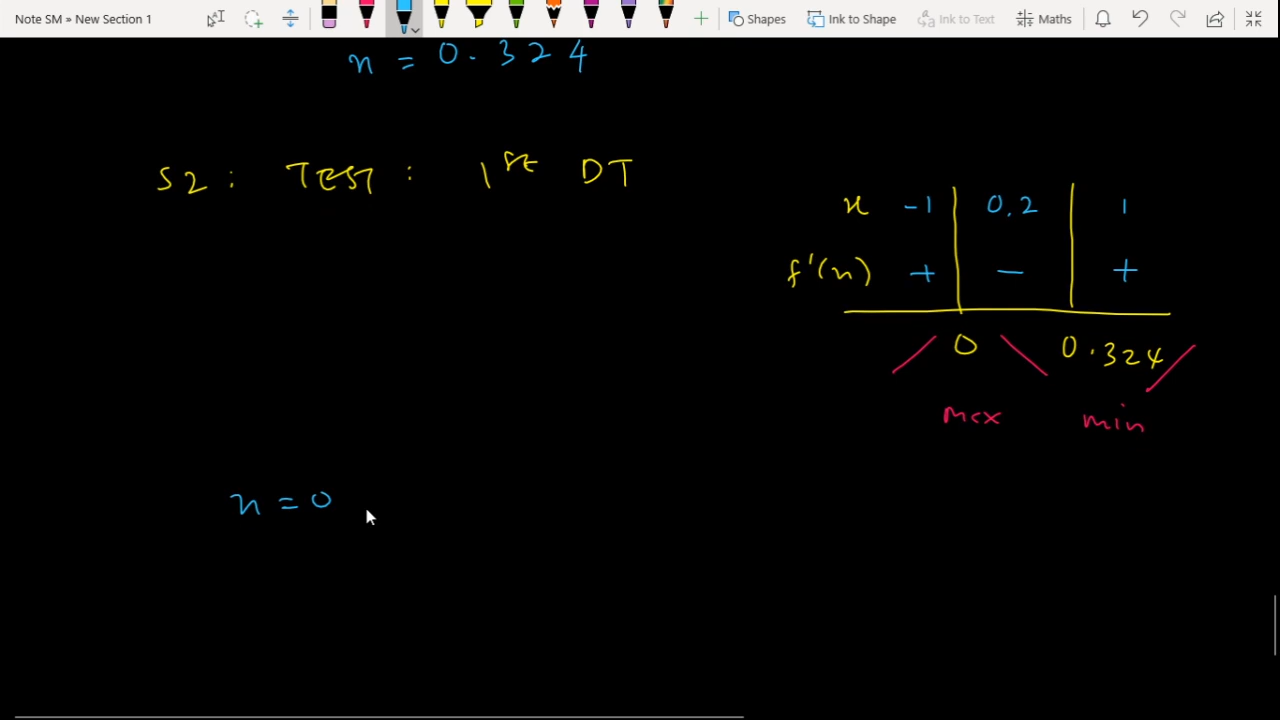 Note SM » New Section 1
Shapes
Ink to Shape
Ink to Text
Maths
x = 0.324
S2 : TEST : 1st DT
x -1 0.2 1
f'(x) + - +
0 0.324
max min
x = 0